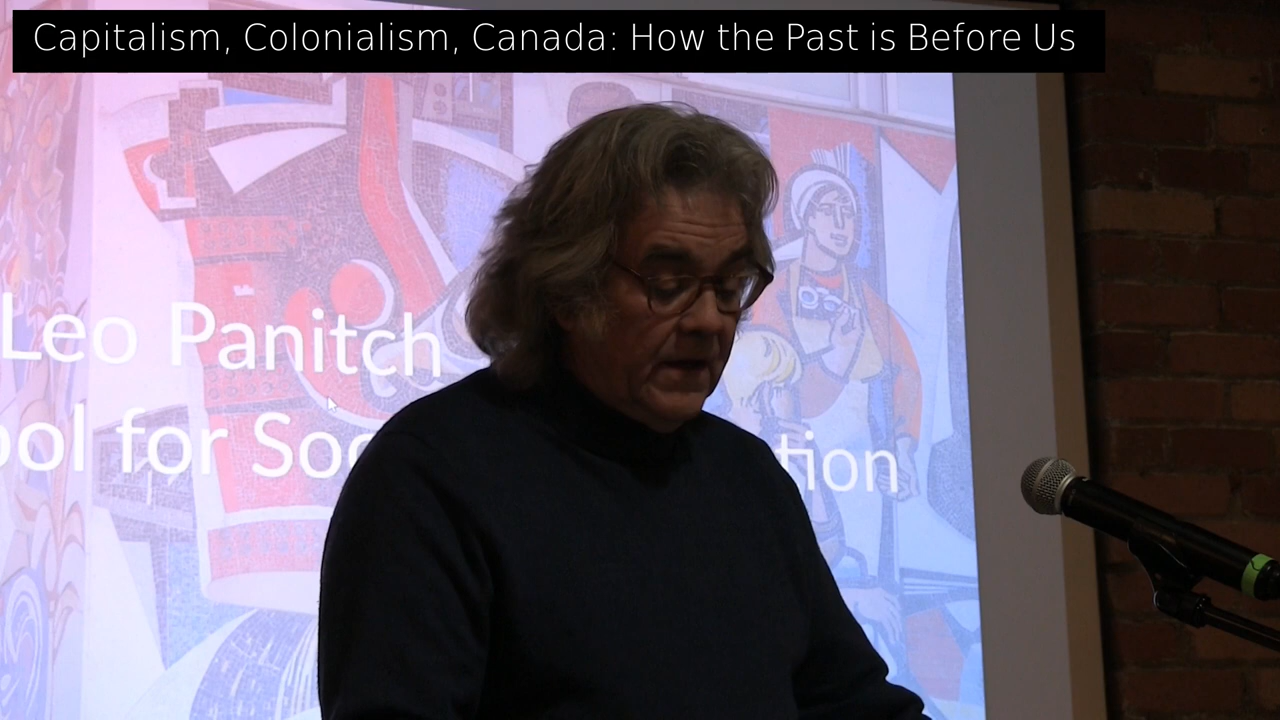 Capitalism, Colonialism, Canada: How the Past is Before Us
Leo Panitch
ool for Soc tion